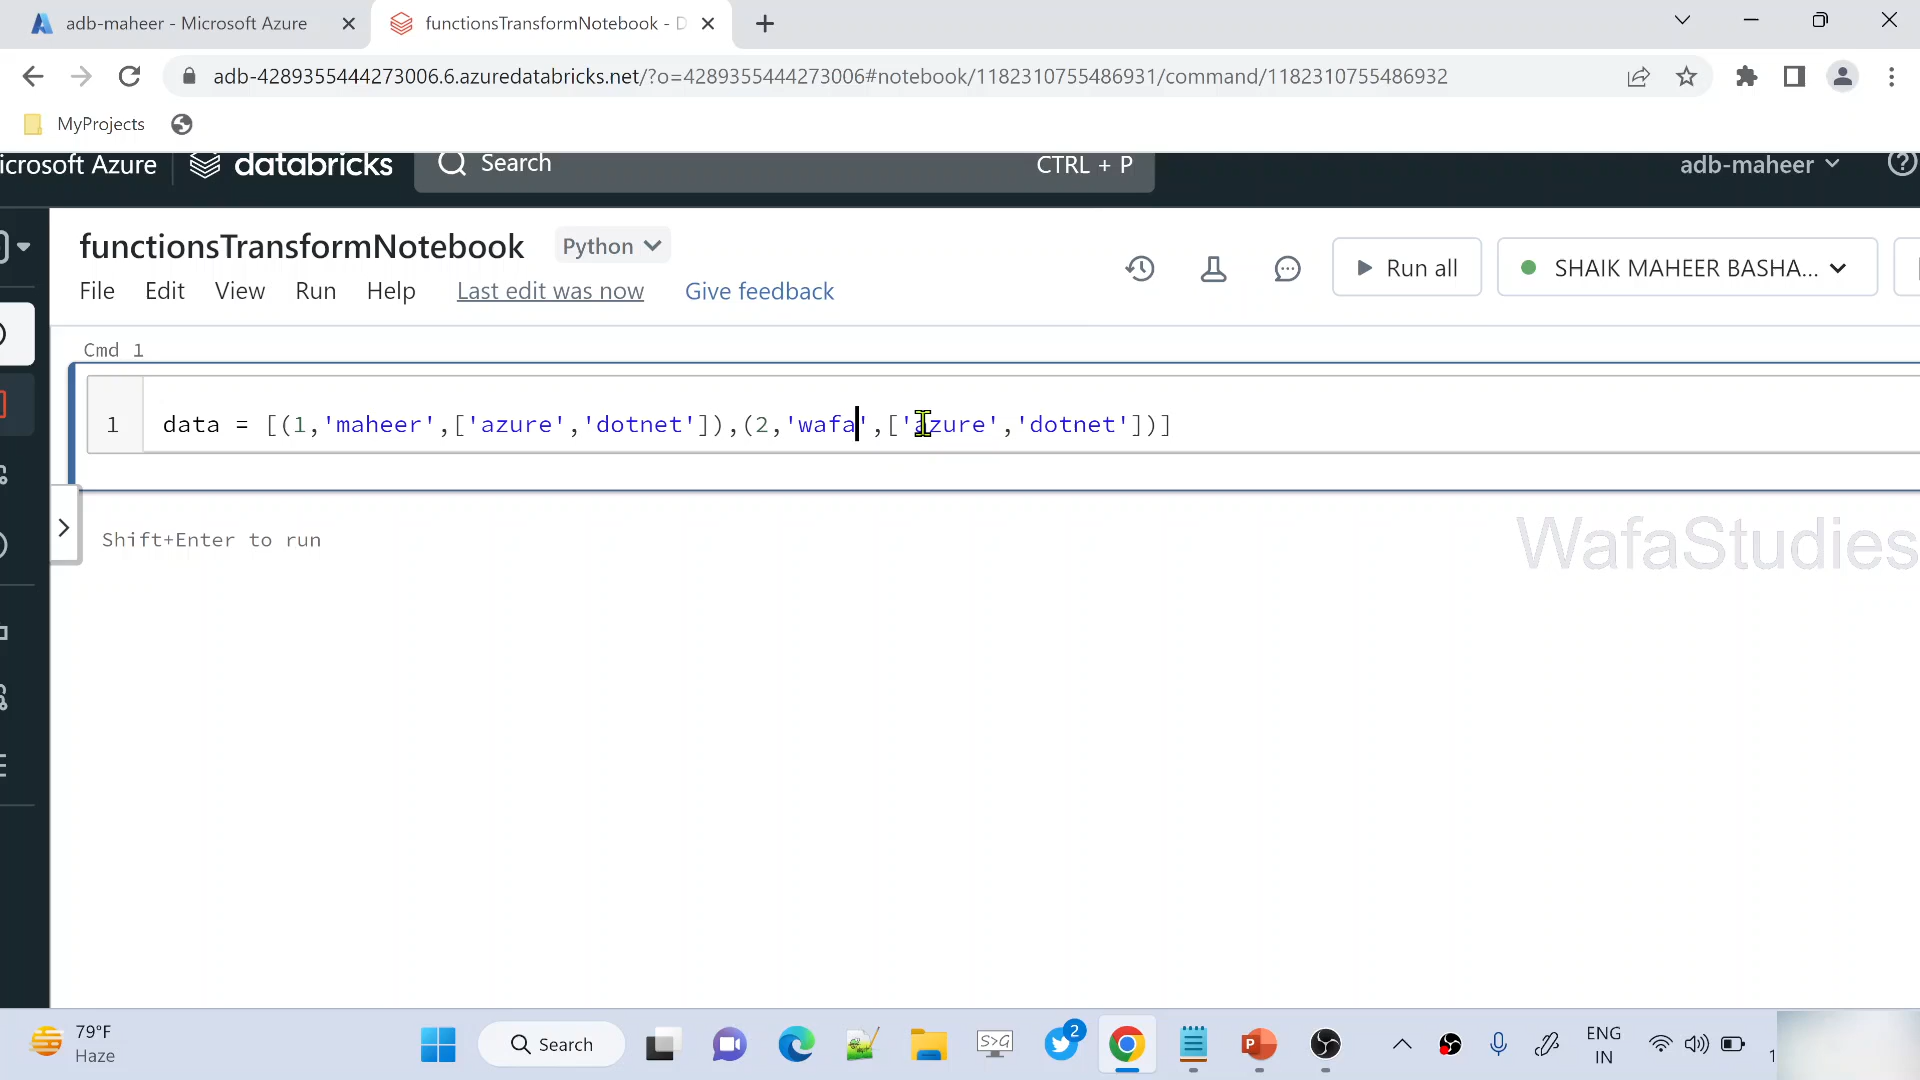 adb-maheer - Microsoft Azure
functionsTransformNotebook - D
adb-4289355444273006.6.azuredatabricks.net/?o=4289355444273006#notebook/1182310755486931/command/1182310755486932
MyProjects
icrosoft Azure
databricks
Search
CTRL + P
adb-maheer
functionsTransformNotebook
Python
Run all
SHAIK MAHEER BASHA...
File Edit View Run Help Last edit was now Give feedback
Cmd 1
1 data = [(1,'maheer',['azure','dotnet']),(2,'wafa',['azure','dotnet'])]
Shift+Enter to run
WafaStudies
79°F
Haze
Search
S>G
2
P
ENG
IN
1